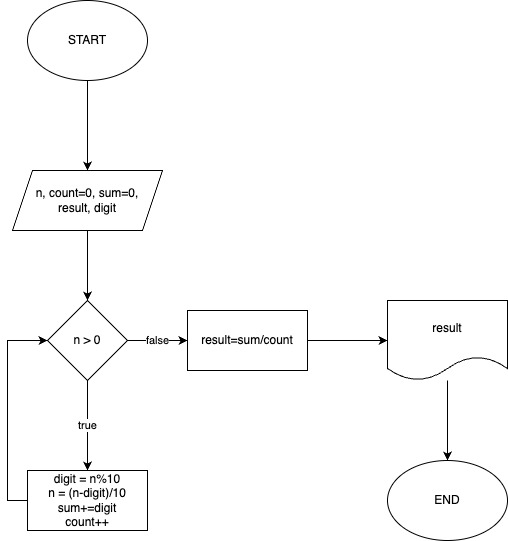 START
n, count=0, sum=0,
result, digit
n > 0
false
result=sum/count
result
true
digit = n%10
n = (n-digit)/10
sum+=digit
count++
END